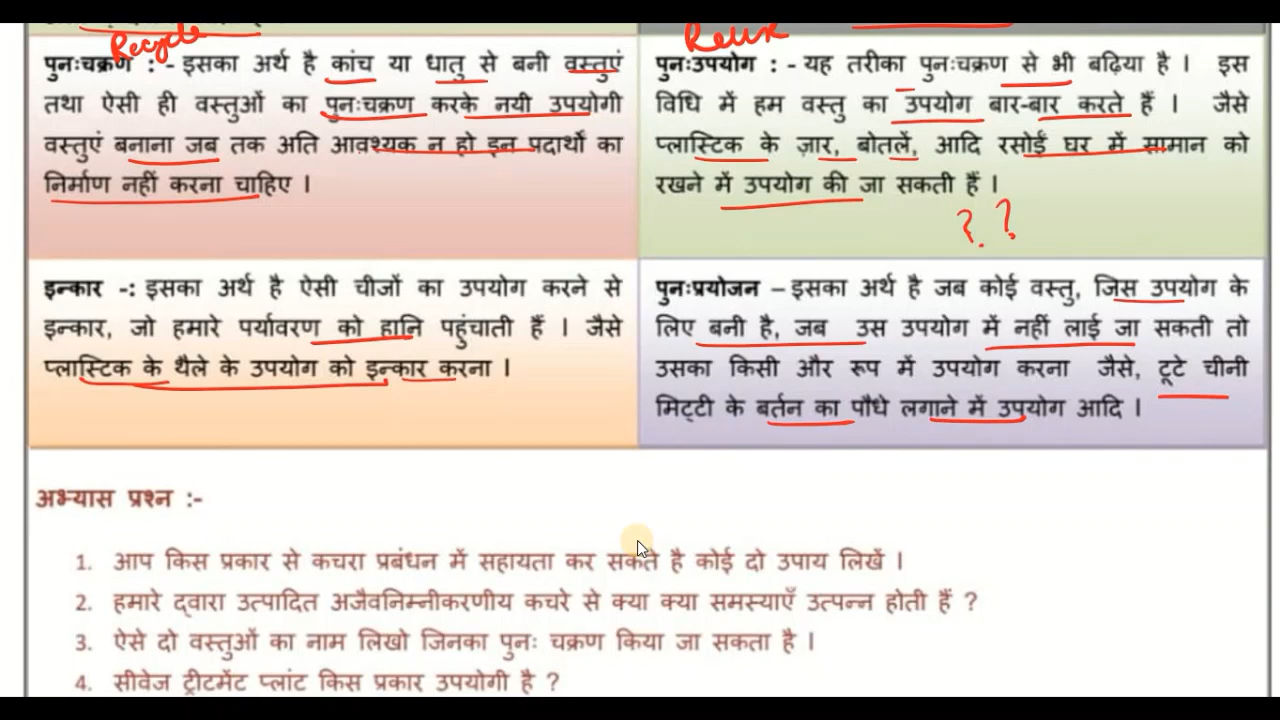 Recycle
Reuse
पुनःचक्रण : - इसका अर्थ है कांच या धातु से बनी वस्तुएं
तथा ऐसी ही वस्तुओं का पुनःचक्रण करके नयी उपयोगी
वस्तुएं बनाना जब तक अति आवश्यक न हो इन प्रदार्थों का
निर्माण नहीं करना चाहिए ।
पुनःउपयोग : - यह तरीका पुनःचक्रण से भी बढ़िया है । इस
विधि में हम वस्तु का उपयोग बार-बार करते हैं । जैसे
प्लास्टिक के ज़ार, बोतलें, आदि रसोई घर में सामान को
रखने में उपयोग की जा सकती हैं ।
? ?
इन्कार -: इसका अर्थ है ऐसी चीजों का उपयोग करने से
इन्कार, जो हमारे पर्यावरण को हानि पहुंचाती हैं । जैसे
प्लास्टिक के थैले के उपयोग को इन्कार करना ।
पुनःप्रयोजन – इसका अर्थ है जब कोई वस्तु, जिस उपयोग के
लिए बनी है, जब उस उपयोग में नहीं लाई जा सकती तो
उसका किसी और रूप में उपयोग करना जैसे, टूटे चीनी
मिट्टी के बर्तन का पौधे लगाने में उपयोग आदि ।
अभ्यास प्रश्न :-
1. आप किस प्रकार से कचरा प्रबंधन में सहायता कर सकते है कोई दो उपाय लिखें ।
2. हमारे द्वारा उत्पादित अजैवनिम्नीकरणीय कचरे से क्या क्या समस्याएँ उत्पन्न होती हैं ?
3. ऐसे दो वस्तुओं का नाम लिखो जिनका पुनः चक्रण किया जा सकता है ।
4. सीवेज ट्रीटमेंट प्लांट किस प्रकार उपयोगी है ?